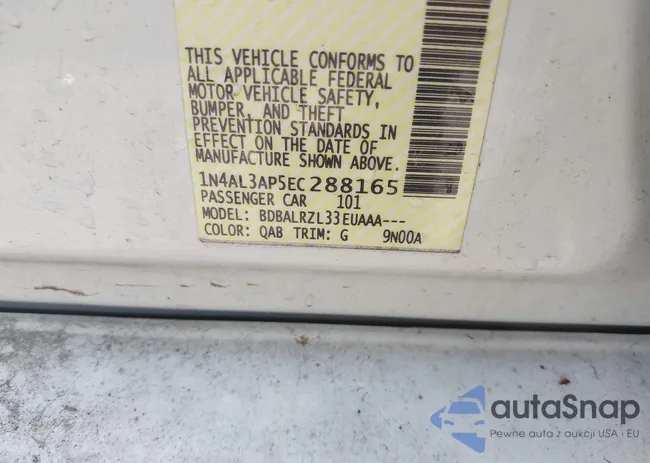 THIS VEHICLE CONFORMS TO
ALL APPLICABLE FEDERAL
MOTOR VEHICLE SAFETY,
BUMPER, AND THEFT
PREVENTION STANDARDS IN
EFFECT ON THE DATE OF
MANUFACTURE SHOWN ABOVE.
1N4AL3AP5EC288165
PASSENGER CAR 101
MODEL: BDBALRZL33EUAAA---
COLOR: QAB TRIM: G 9N00A
autaSnap
Pewne auta z aukcji USA i EU